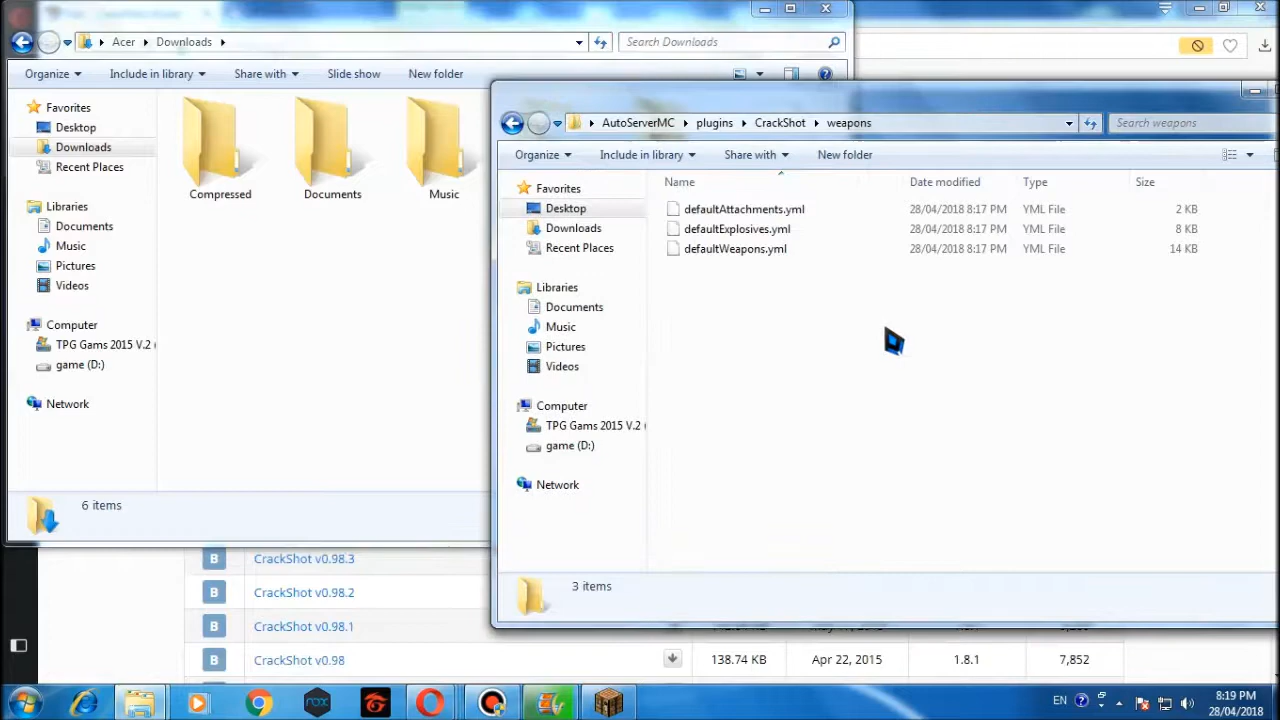 Acer Downloads
Search Downloads
Organize Include in library Share with Slide show New folder
Favorites
Desktop
Downloads
Recent Places
Libraries
Documents
Music
Pictures
Videos
Computer
TPG Gams 2015 V.2 (
game (D:)
Network
Compressed
Documents
Music
6 items
AutoServerMC plugins CrackShot weapons
Search weapons
Organize Include in library Share with New folder
Favorites
Desktop
Downloads
Recent Places
Libraries
Documents
Music
Pictures
Videos
Computer
TPG Gams 2015 V.2 (
game (D:)
Network
Name Date modified Type Size
defaultAttachments.yml 28/04/2018 8:17 PM YML File 2 KB
defaultExplosives.yml 28/04/2018 8:17 PM YML File 8 KB
defaultWeapons.yml 28/04/2018 8:17 PM YML File 14 KB
3 items
B CrackShot v0.98.3
B CrackShot v0.98.2
B CrackShot v0.98.1
B CrackShot v0.98 138.74 KB Apr 22, 2015 1.8.1 7,852
nox
EN
8:19 PM
28/04/2018